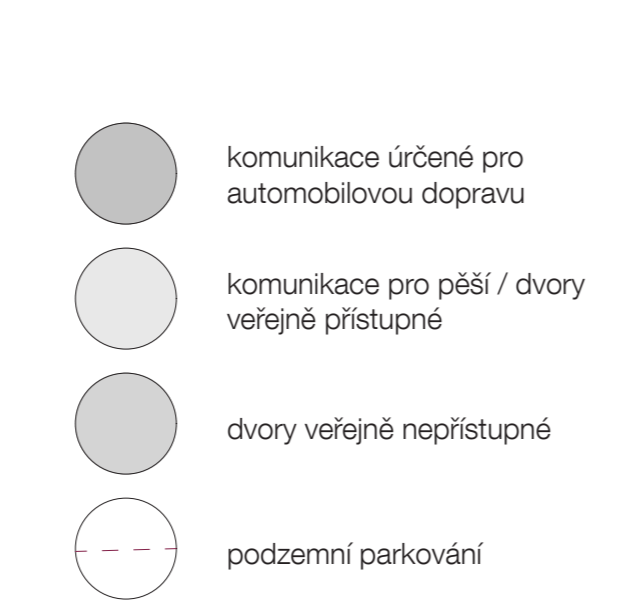 komunikace úrčené pro
automobilovou dopravu
komunikace pro pěší / dvory
veřejně přístupné
dvory veřejně nepřístupné
podzemní parkování